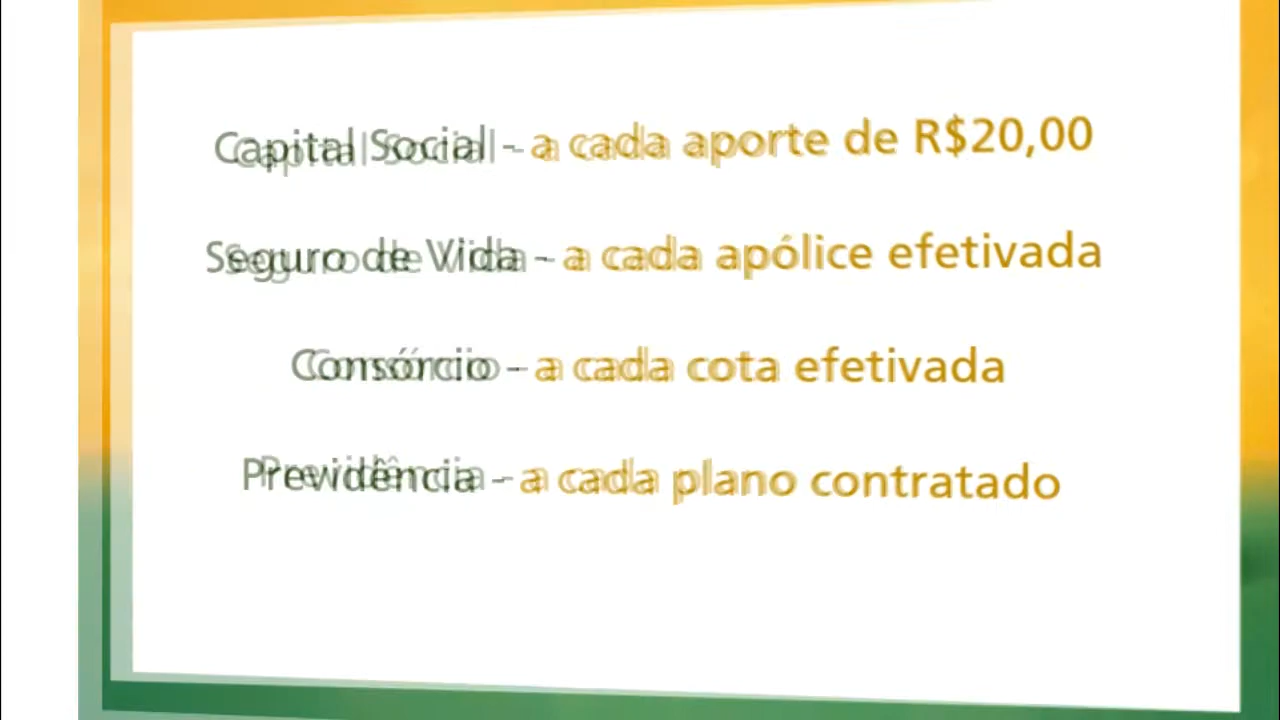 Capital Social - a cada aporte de R$20,00
Seguro de Vida - a cada apólice efetivada
Consórcio - a cada cota efetivada
Previdência - a cada plano contratado